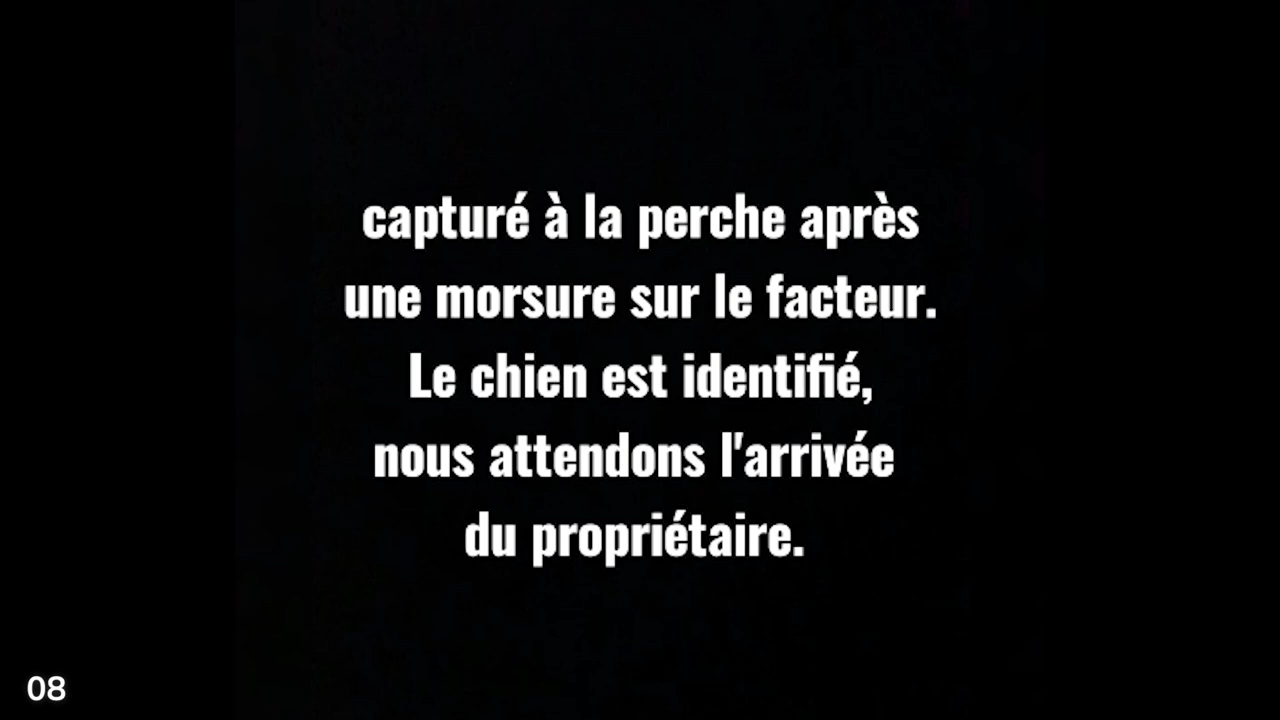 capturé à la perche après
une morsure sur le facteur.
Le chien est identifié,
nous attendons l'arrivée
du propriétaire.
08